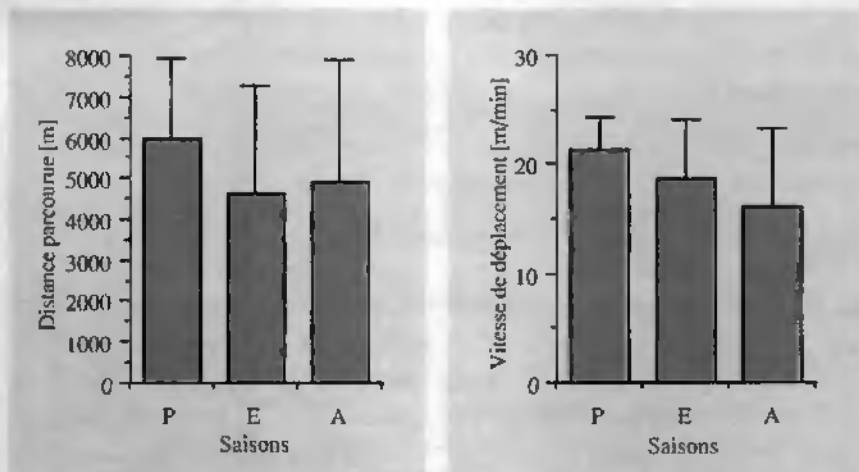 Distance parcourue [m]
8000
7000
6000
5000
4000
3000
2000
1000
0
P E A
Saisons
Vitesse de déplacement [m/min]
30
20
10
0
P E A
Saisons